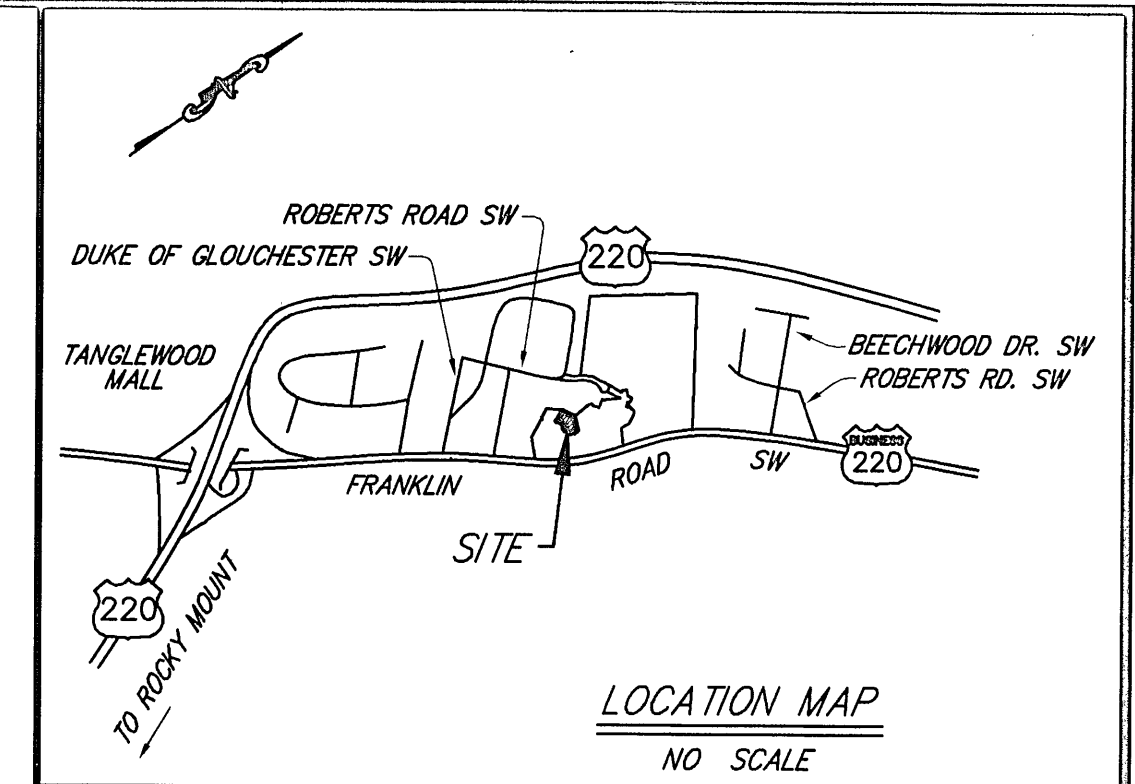 N
ROBERTS ROAD SW
220
DUKE OF GLOUCHESTER SW
TANGLEWOOD
MALL
BEECHWOOD DR. SW
ROBERTS RD. SW
BUSINESS
220
FRANKLIN
ROAD
SW
SITE
220
TO ROCKY MOUNT
LOCATION MAP
NO SCALE